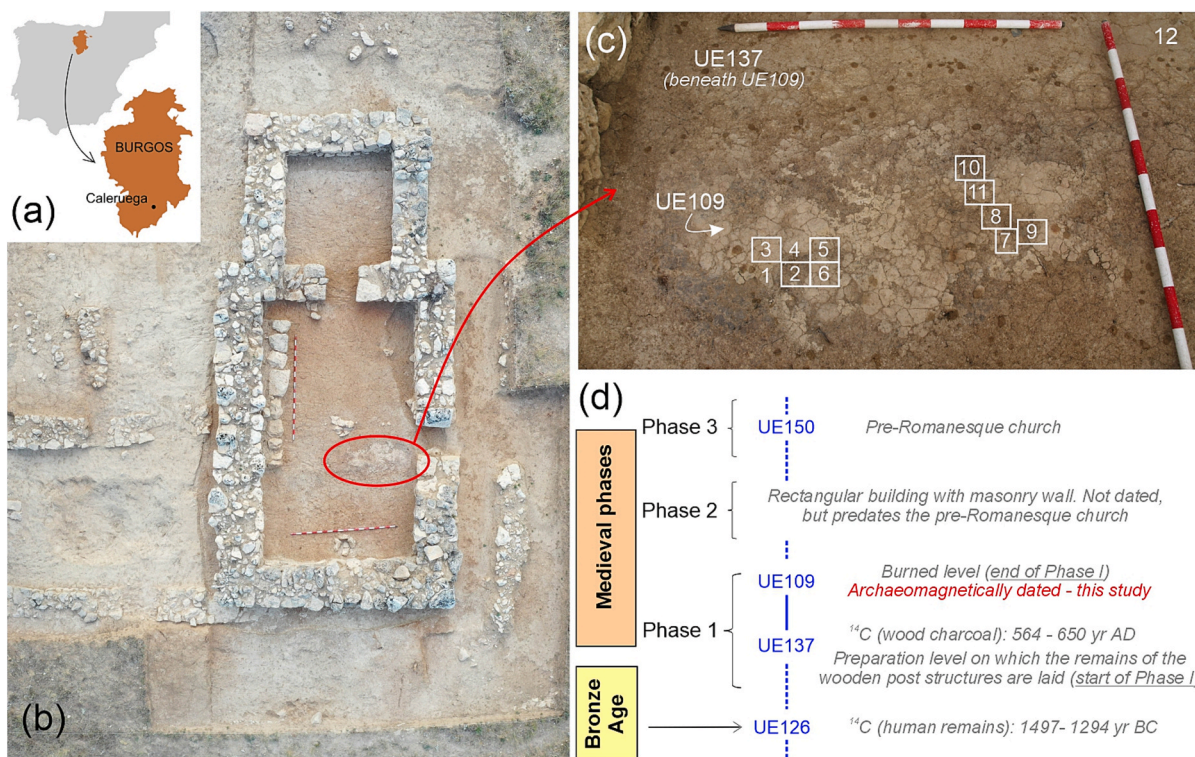 (a)
BURGOS
Caleruega
(b)
(c)
12
UE137
(beneath UE109)
UE109
10
11
8
7 9
3 4 5
1 2 6
(d)
Medieval phases
Bronze
Age
Phase 3
UE150
Pre-Romanesque church
Phase 2
Rectangular building with masonry wall. Not dated,
but predates the pre-Romanesque church
Phase 1
UE109
Burned level (end of Phase I)
Archaeomagnetically dated - this study
UE137
¹⁴C (wood charcoal): 564 - 650 yr AD
Preparation level on which the remains of the
wooden post structures are laid (start of Phase I)
UE126
¹⁴C (human remains): 1497- 1294 yr BC